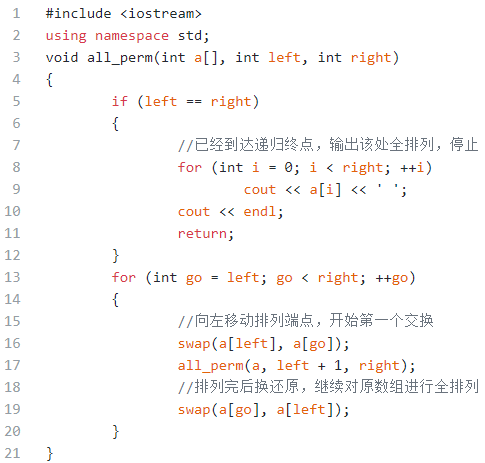 1 #include <iostream>
2 using namespace std;
3 void all_perm(int a[], int left, int right)
4 {
5         if (left == right)
6         {
7                 //已经到达递归终点，输出该处全排列，停止
8                 for (int i = 0; i < right; ++i)
9                         cout << a[i] << ' ';
10                 cout << endl;
11                 return;
12         }
13         for (int go = left; go < right; ++go)
14         {
15                 //向左移动排列端点，开始第一个交换
16                 swap(a[left], a[go]);
17                 all_perm(a, left + 1, right);
18                 //排列完后换还原，继续对原数组进行全排列
19                 swap(a[go], a[left]);
20         }
21 }